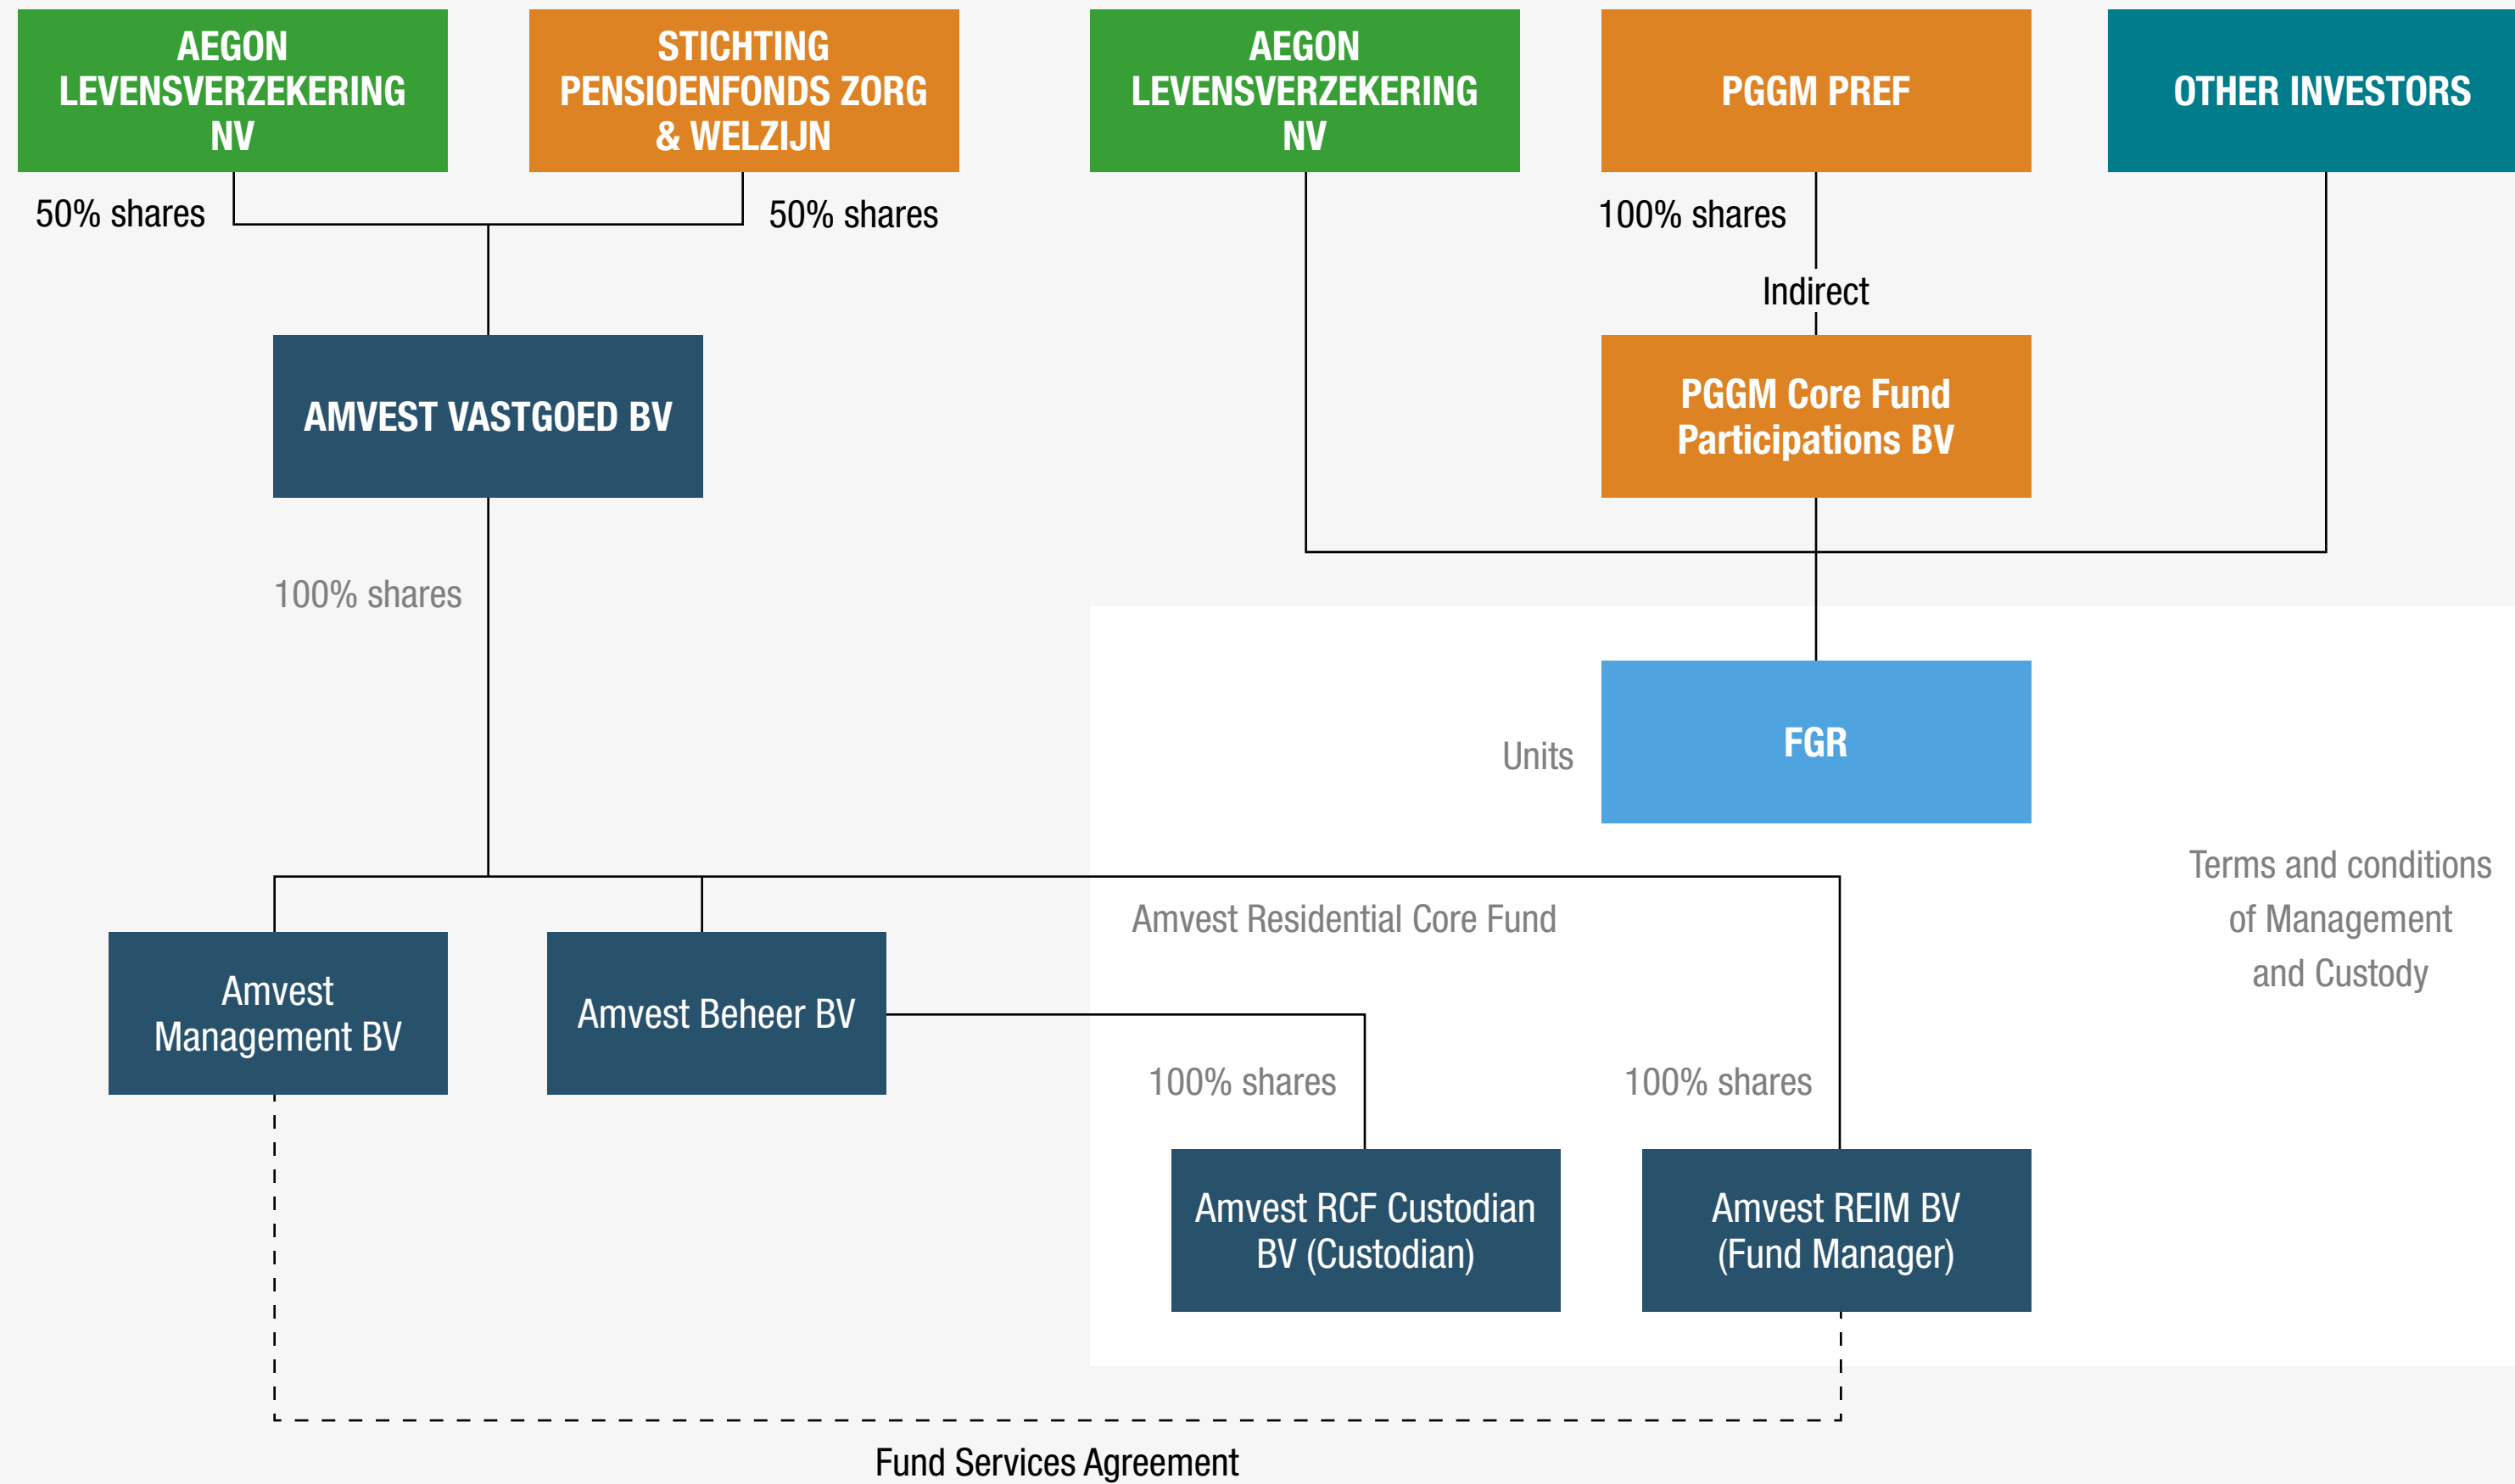 AEGON
LEVENSVERZEKERING
NV
STICHTING
PENSIOENFONDS ZORG
& WELZIJN
AEGON
LEVENSVERZEKERING
NV
PGGM PREF
OTHER INVESTORS
50% shares
50% shares
100% shares
Indirect
AMVEST VASTGOED BV
PGGM Core Fund
Participations BV
100% shares
FGR
Units
Terms and conditions
of Management
and Custody
Amvest Residential Core Fund
Amvest
Management BV
Amvest Beheer BV
100% shares
100% shares
Amvest RCF Custodian
BV (Custodian)
Amvest REIM BV
(Fund Manager)
Fund Services Agreement